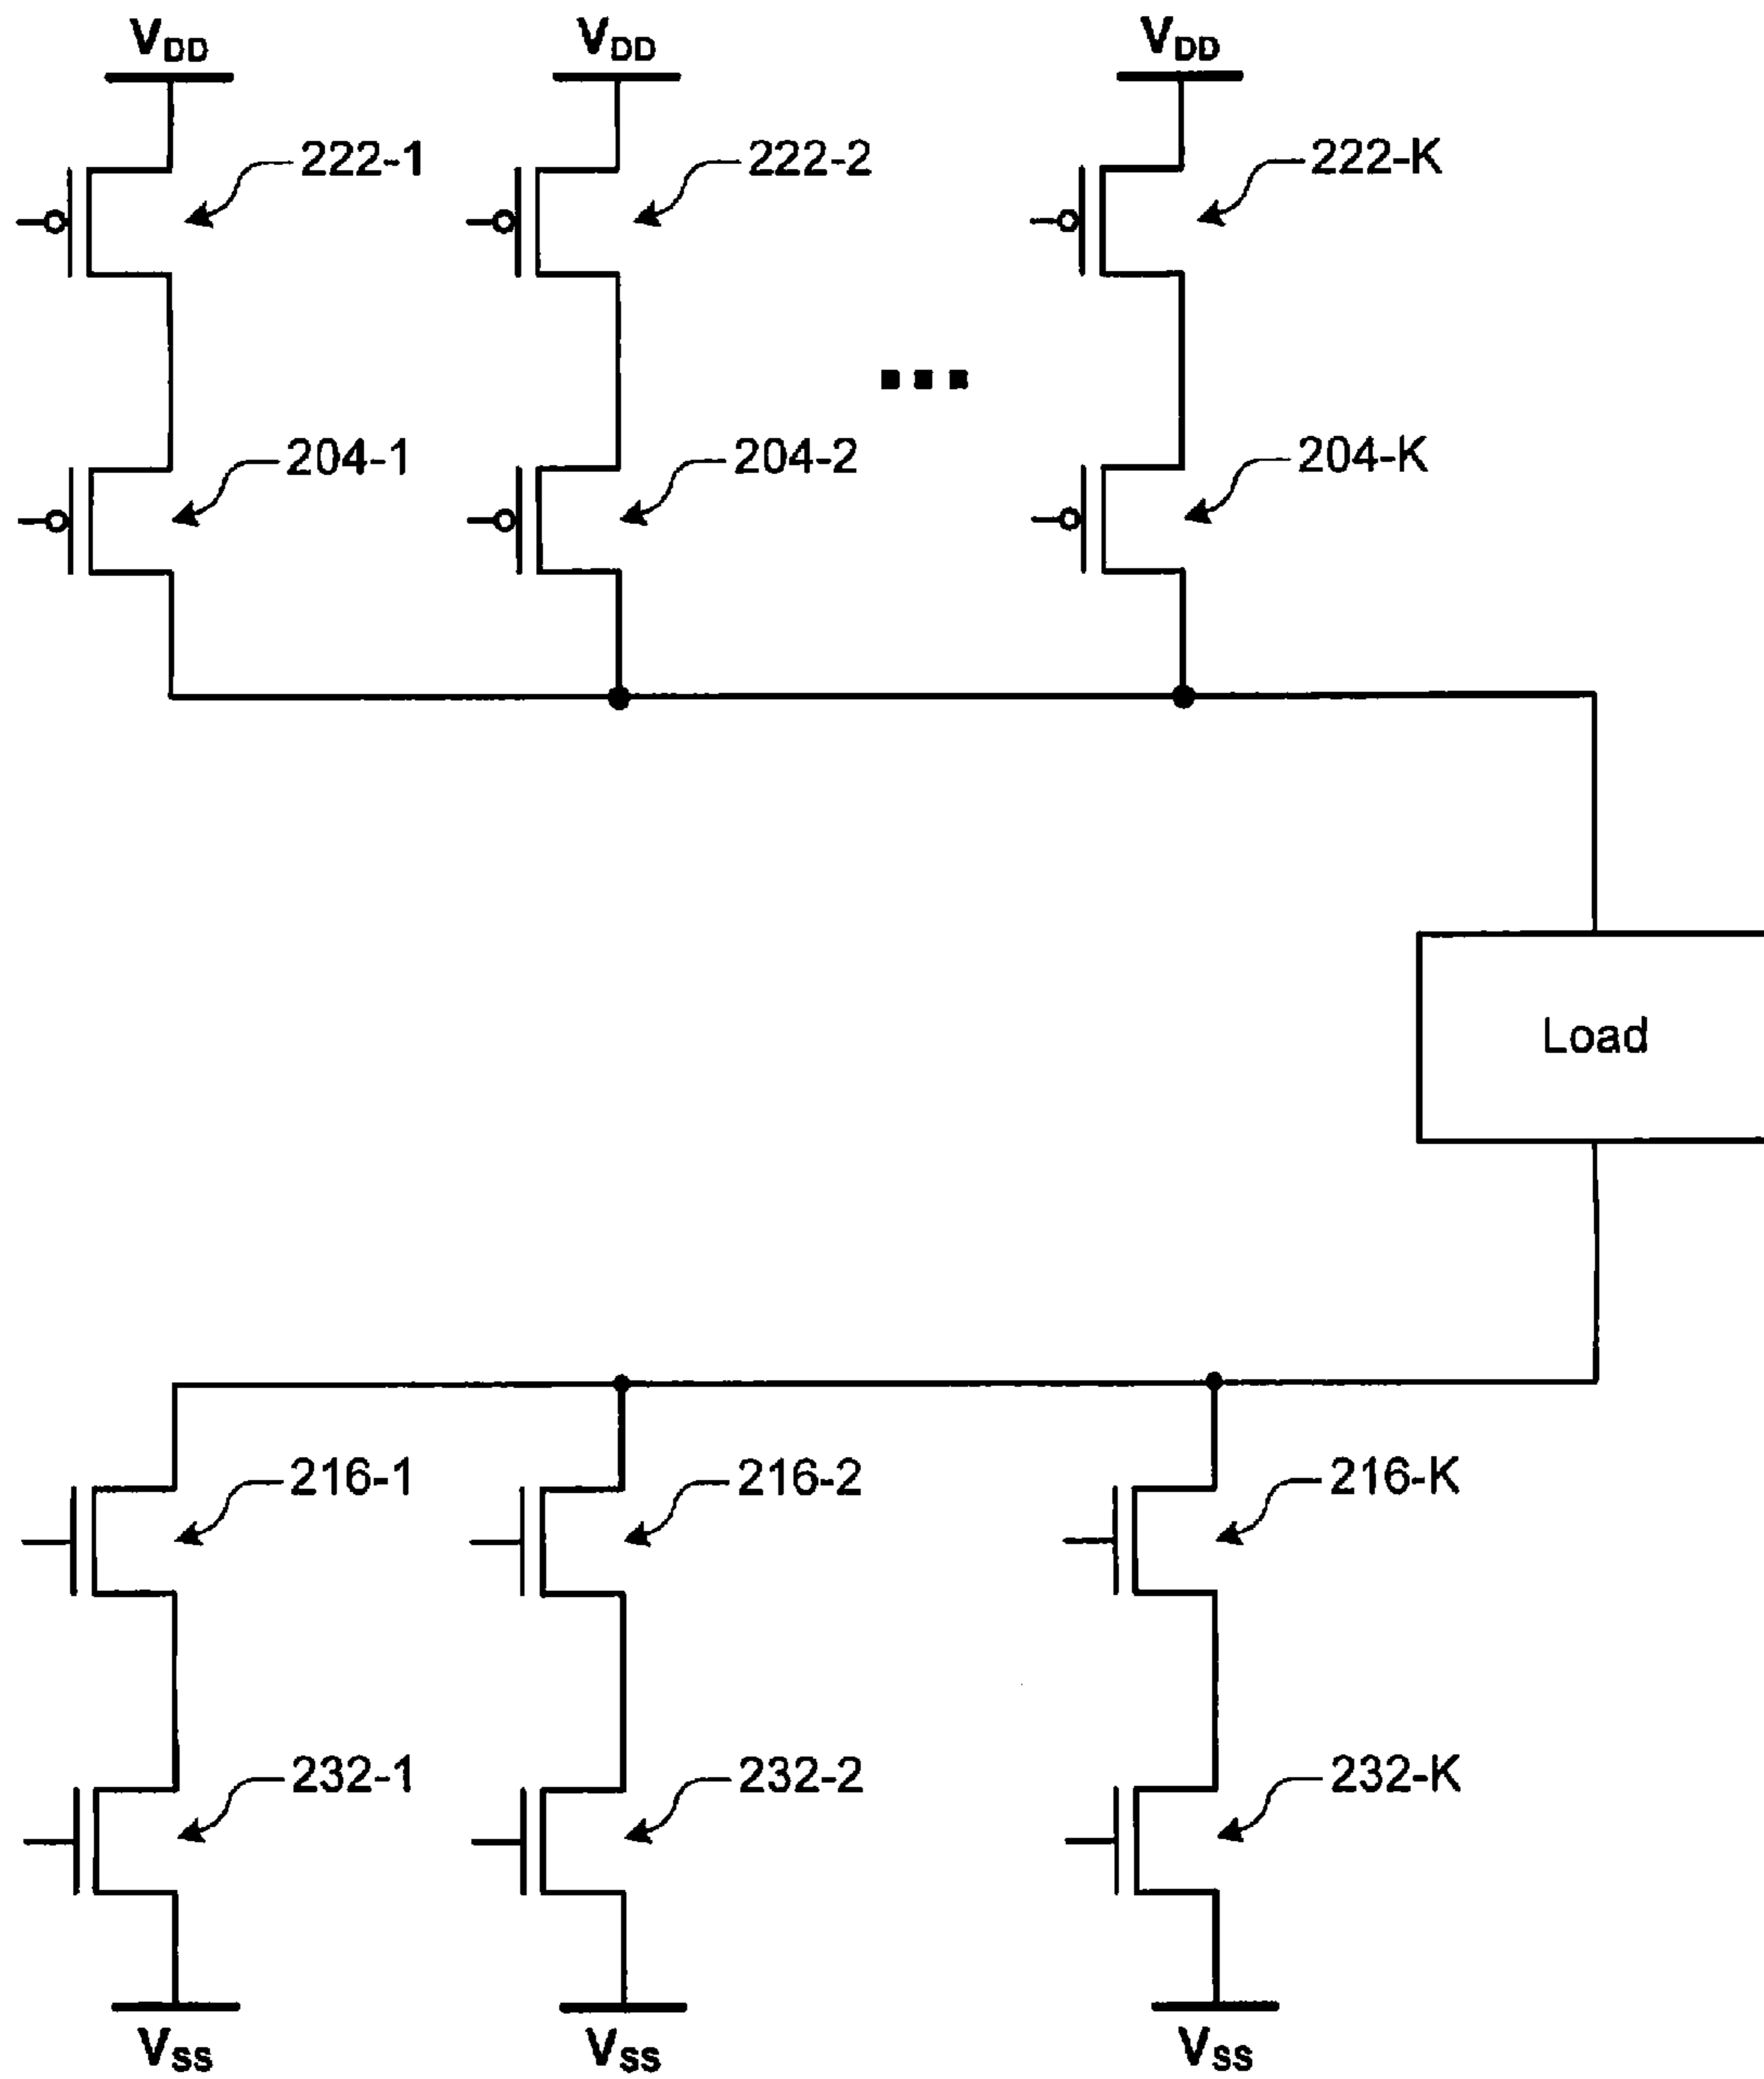 VDD VDD VDD
222-1 222-2 222-K
204-1 204-2 204-K
Load
216-1 216-2 216-K
232-1 232-2 232-K
VSS VSS VSS